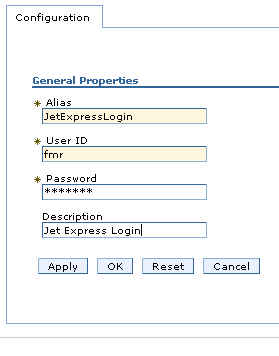 Configuration
General Properties
* Alias
JetExpressLogin
* User ID
fmr
* Password
*******
Description
Jet Express Login
Apply OK Reset Cancel